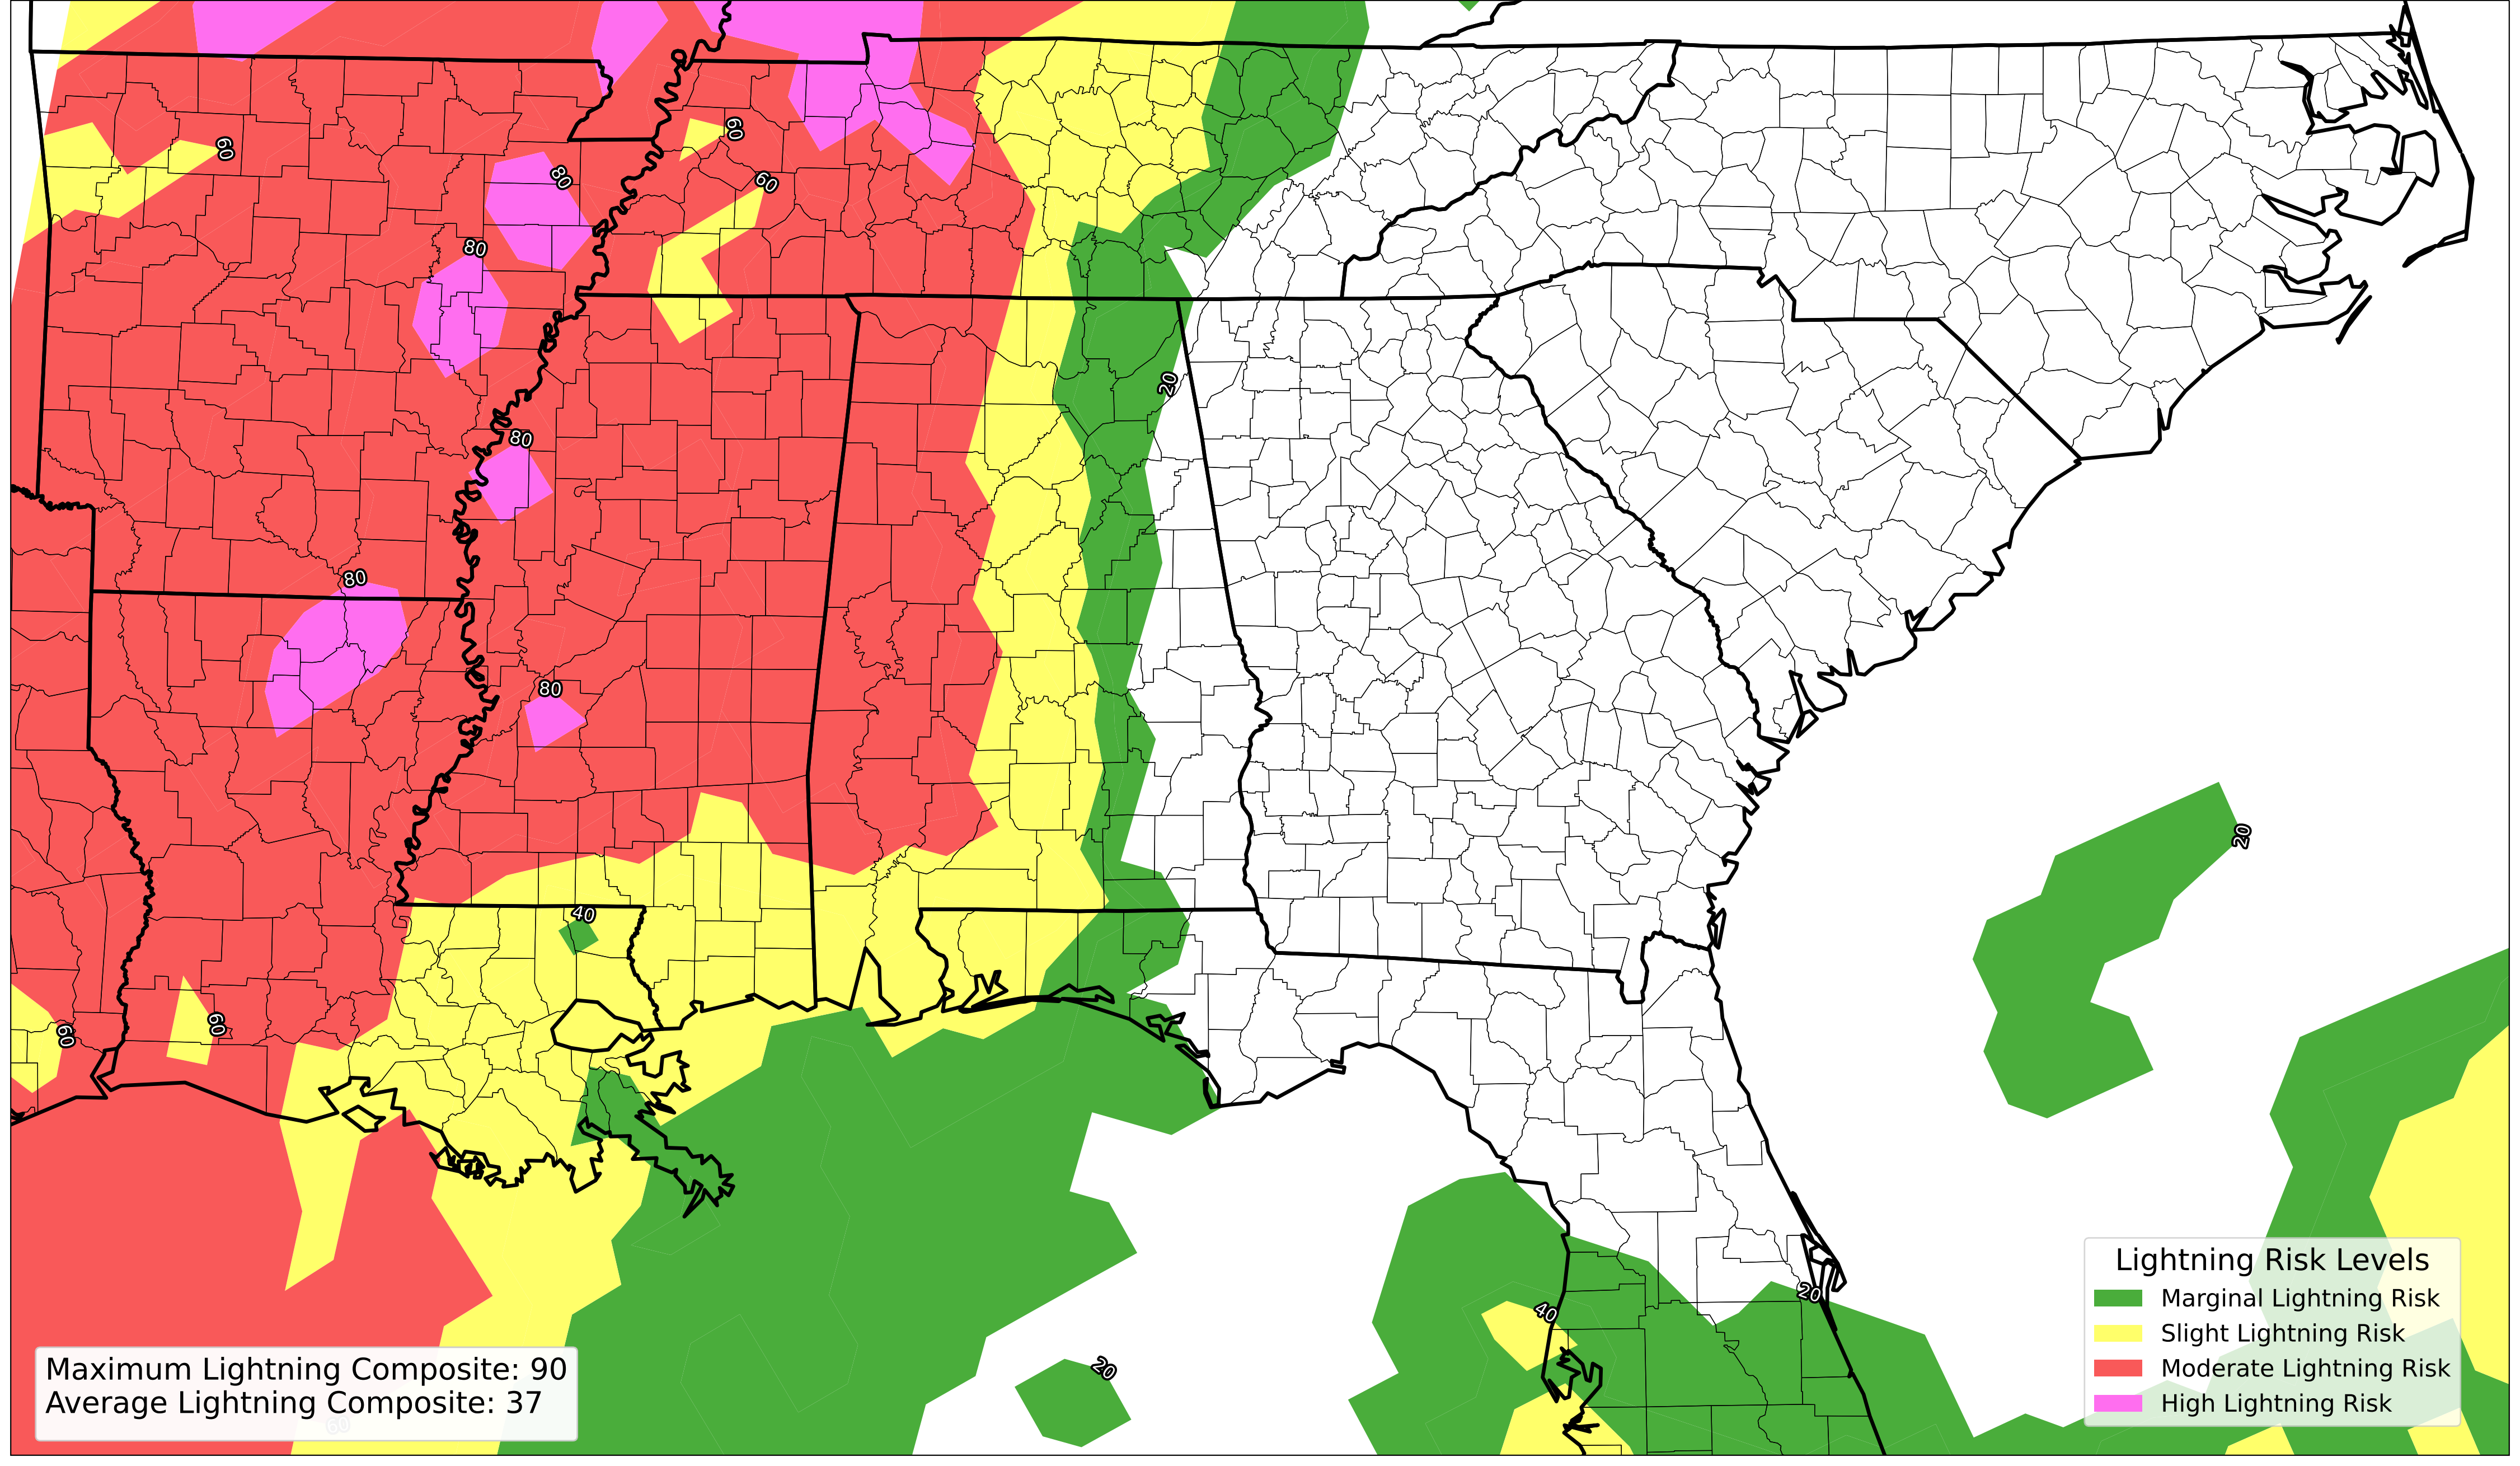 60
60
60
80
80
20
80
80
80
20
40
60
60
20
40
20
60
Lightning Risk Levels
Marginal Lightning Risk
Slight Lightning Risk
Moderate Lightning Risk
High Lightning Risk
Maximum Lightning Composite: 90
Average Lightning Composite: 37